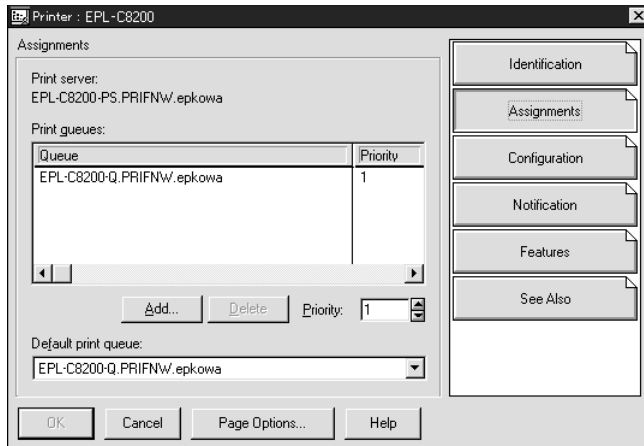 Printer : EPL-C8200
Assignments
Print server:
EPL-C8200-PS.PRIFNW.epkowa
Print queues:
Queue Priority
EPL-C8200-Q.PRIFNW.epkowa 1
Add... Delete Priority: 1
Default print queue:
EPL-C8200-Q.PRIFNW.epkowa
OK Cancel Page Options... Help
Identification
Assignments
Configuration
Notification
Features
See Also